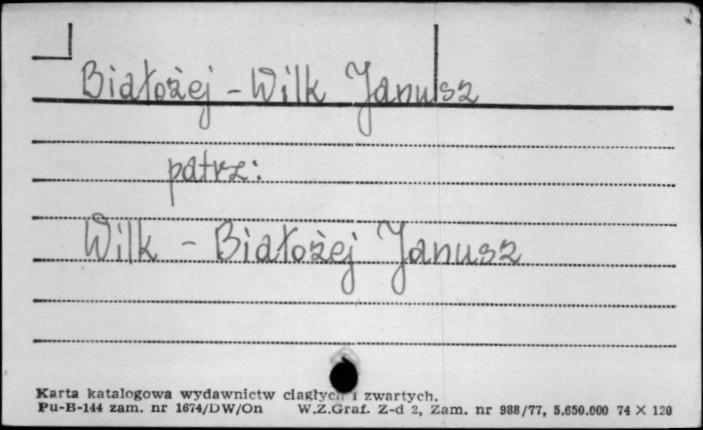 Białożej - Wilk Janusz
patrz:
Wilk - Białożej Janusz
Karta katalogowa wydawnictw ciągłych i zwartych.
Pu-B-144 zam. nr 1674/DW/On W.Z.Graf. Z-d 2, Zam. nr 988/77, 5.650.000 74 X 120